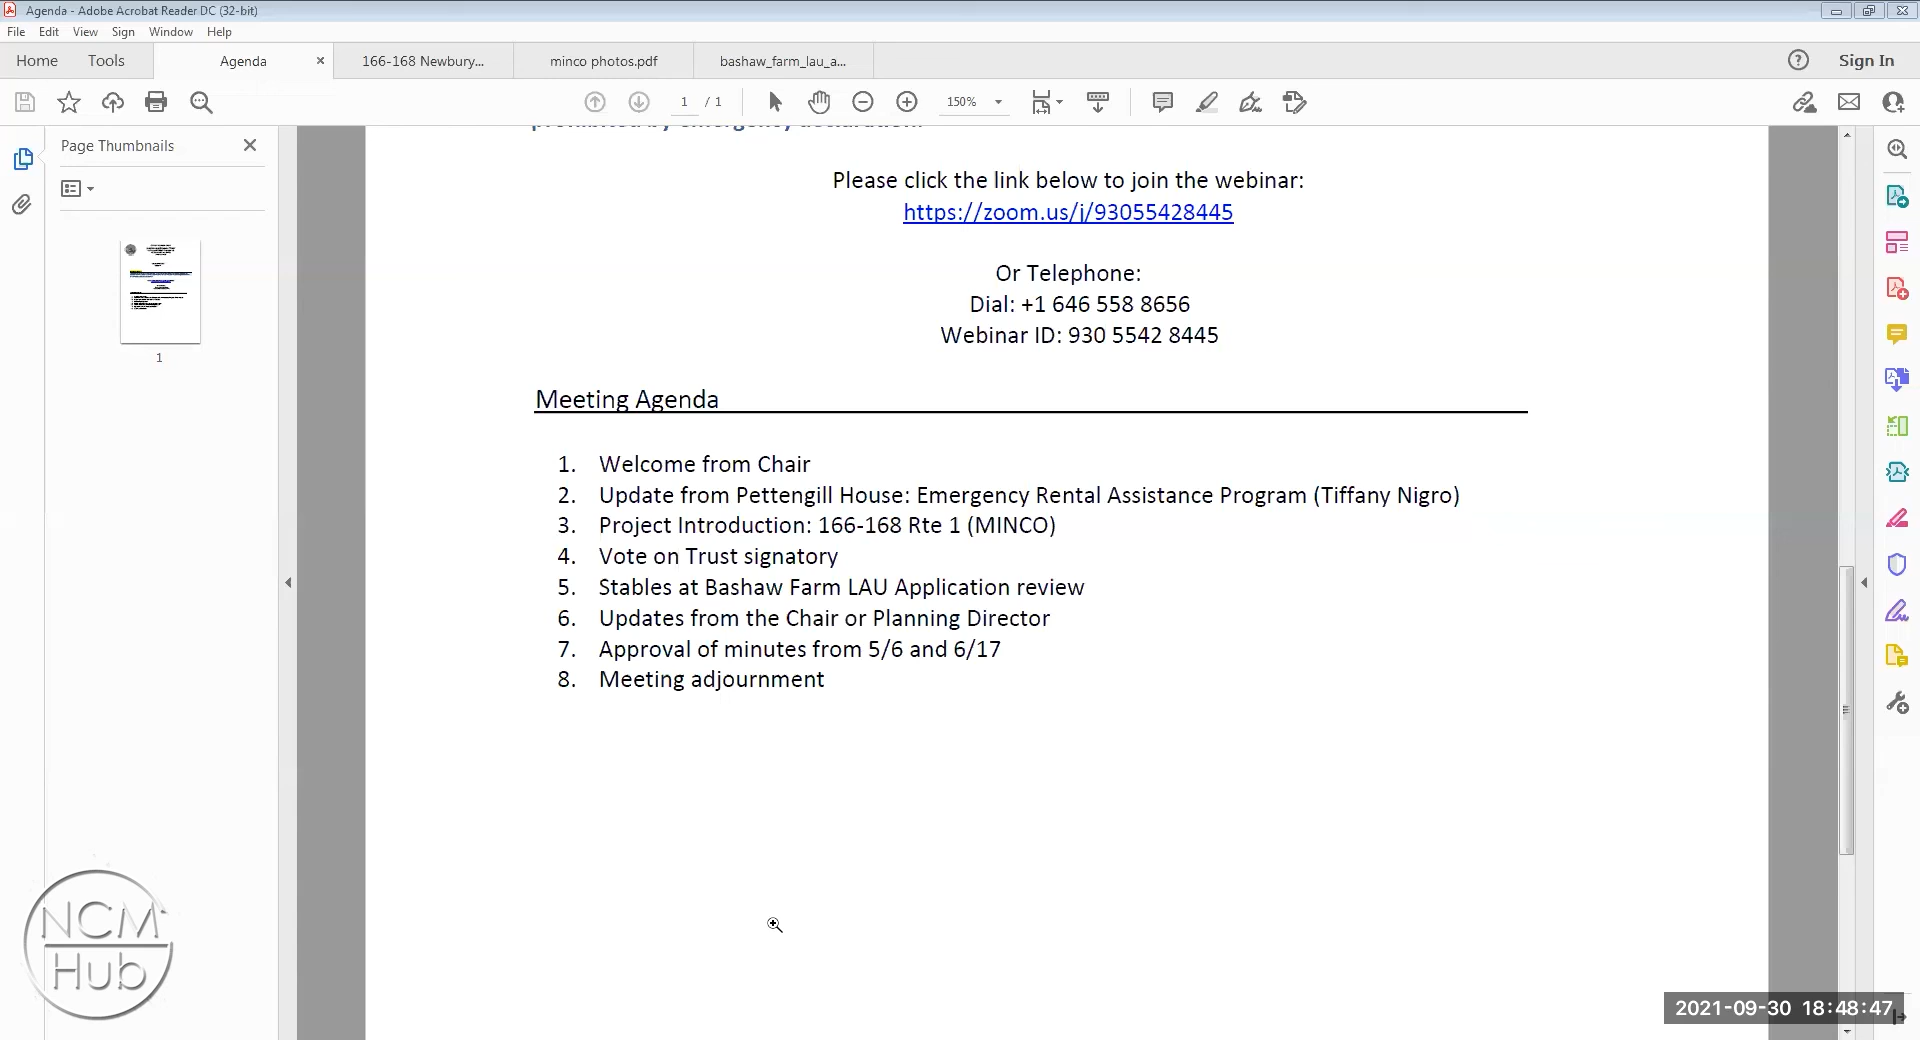 Agenda - Adobe Acrobat Reader DC (32-bit)
File Edit View Sign Window Help
Home Tools Agenda 166-168 Newbury... minco photos.pdf bashaw_farm_lau_a... Sign In
1 / 1 150%
Page Thumbnails
prohibited by emergency declaration.
Please click the link below to join the webinar:
https://zoom.us/j/93055428445
Or Telephone:
Dial: +1 646 558 8656
Webinar ID: 930 5542 8445
1
Meeting Agenda
1. Welcome from Chair
2. Update from Pettengill House: Emergency Rental Assistance Program (Tiffany Nigro)
3. Project Introduction: 166-168 Rte 1 (MINCO)
4. Vote on Trust signatory
5. Stables at Bashaw Farm LAU Application review
6. Updates from the Chair or Planning Director
7. Approval of minutes from 5/6 and 6/17
8. Meeting adjournment
NCM
Hub
2021-09-30 18:48:47